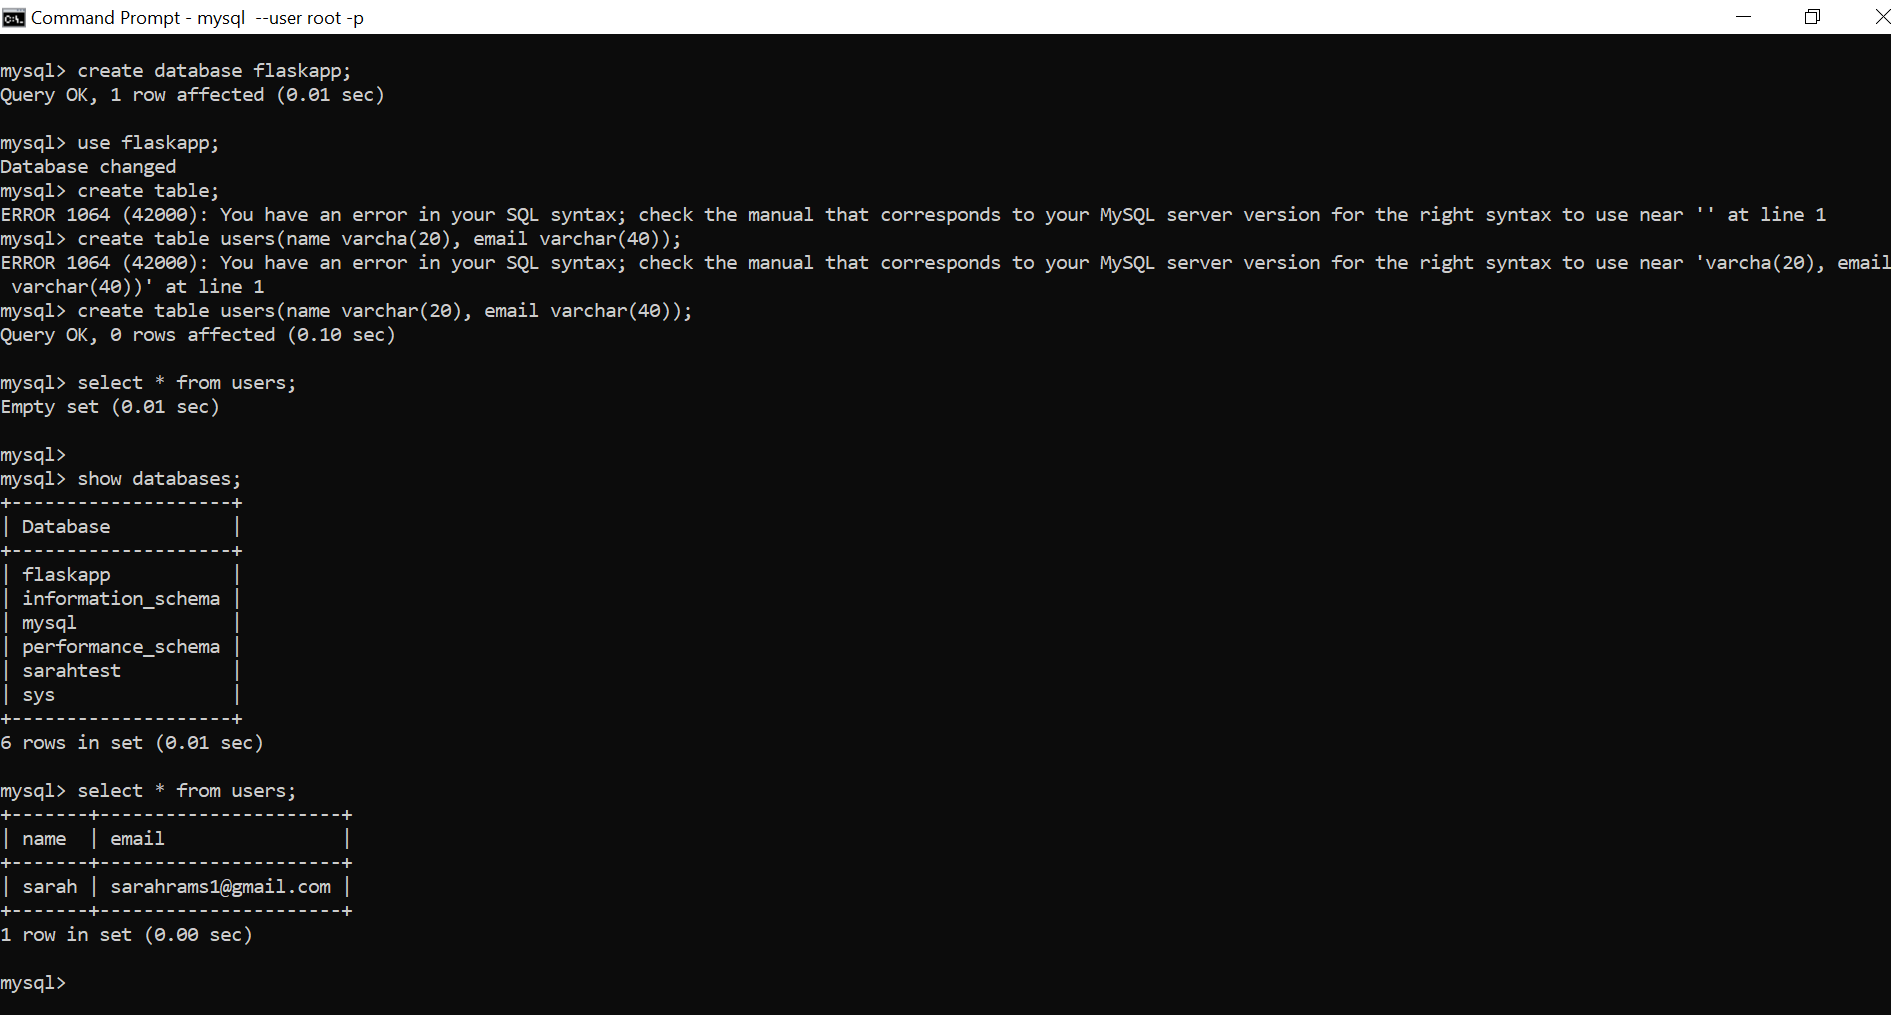 Command Prompt - mysql  --user root -p
mysql> create database flaskapp;
Query OK, 1 row affected (0.01 sec)
mysql> use flaskapp;
Database changed
mysql> create table;
ERROR 1064 (42000): You have an error in your SQL syntax; check the manual that corresponds to your MySQL server version for the right syntax to use near '' at line 1
mysql> create table users(name varcha(20), email varchar(40));
ERROR 1064 (42000): You have an error in your SQL syntax; check the manual that corresponds to your MySQL server version for the right syntax to use near 'varcha(20), email
 varchar(40))' at line 1
mysql> create table users(name varchar(20), email varchar(40));
Query OK, 0 rows affected (0.10 sec)
mysql> select * from users;
Empty set (0.01 sec)
mysql>
mysql> show databases;
+--------------------+
| Database           |
+--------------------+
| flaskapp           |
| information_schema |
| mysql              |
| performance_schema |
| sarahtest          |
| sys                |
+--------------------+
6 rows in set (0.01 sec)
mysql> select * from users;
+-------+----------------------+
| name  | email                |
+-------+----------------------+
| sarah | sarahrams1@gmail.com |
+-------+----------------------+
1 row in set (0.00 sec)
mysql>